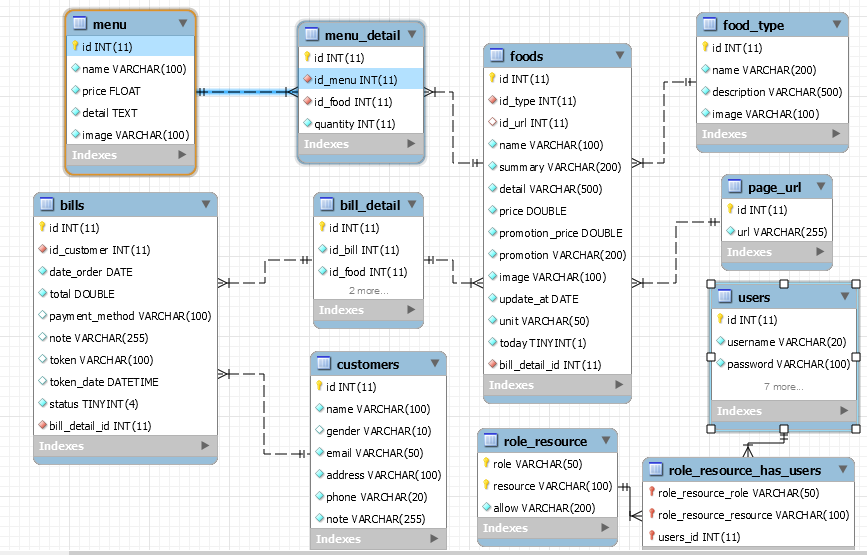 menu
id INT(11)
name VARCHAR(100)
price FLOAT
detail TEXT
image VARCHAR(100)
Indexes
menu_detail
id INT(11)
id_menu INT(11)
id_food INT(11)
quantity INT(11)
Indexes
foods
id INT(11)
id_type INT(11)
id_url INT(11)
name VARCHAR(100)
summary VARCHAR(200)
detail VARCHAR(500)
price DOUBLE
promotion_price DOUBLE
promotion VARCHAR(200)
image VARCHAR(100)
update_at DATE
unit VARCHAR(50)
today TINYINT(1)
bill_detail_id INT(11)
Indexes
food_type
id INT(11)
name VARCHAR(200)
description VARCHAR(500)
image VARCHAR(100)
Indexes
page_url
id INT(11)
url VARCHAR(255)
Indexes
bills
id INT(11)
id_customer INT(11)
date_order DATE
total DOUBLE
payment_method VARCHAR(100)
note VARCHAR(255)
token VARCHAR(100)
token_date DATETIME
status TINYINT(4)
bill_detail_id INT(11)
Indexes
bill_detail
id INT(11)
id_bill INT(11)
id_food INT(11)
2 more...
Indexes
customers
id INT(11)
name VARCHAR(100)
gender VARCHAR(10)
email VARCHAR(50)
address VARCHAR(100)
phone VARCHAR(20)
note VARCHAR(255)
Indexes
users
id INT(11)
username VARCHAR(20)
password VARCHAR(100)
7 more...
Indexes
role_resource
role VARCHAR(50)
resource VARCHAR(100)
allow VARCHAR(200)
Indexes
role_resource_has_users
role_resource_role VARCHAR(50)
role_resource_resource VARCHAR(100)
users_id INT(11)